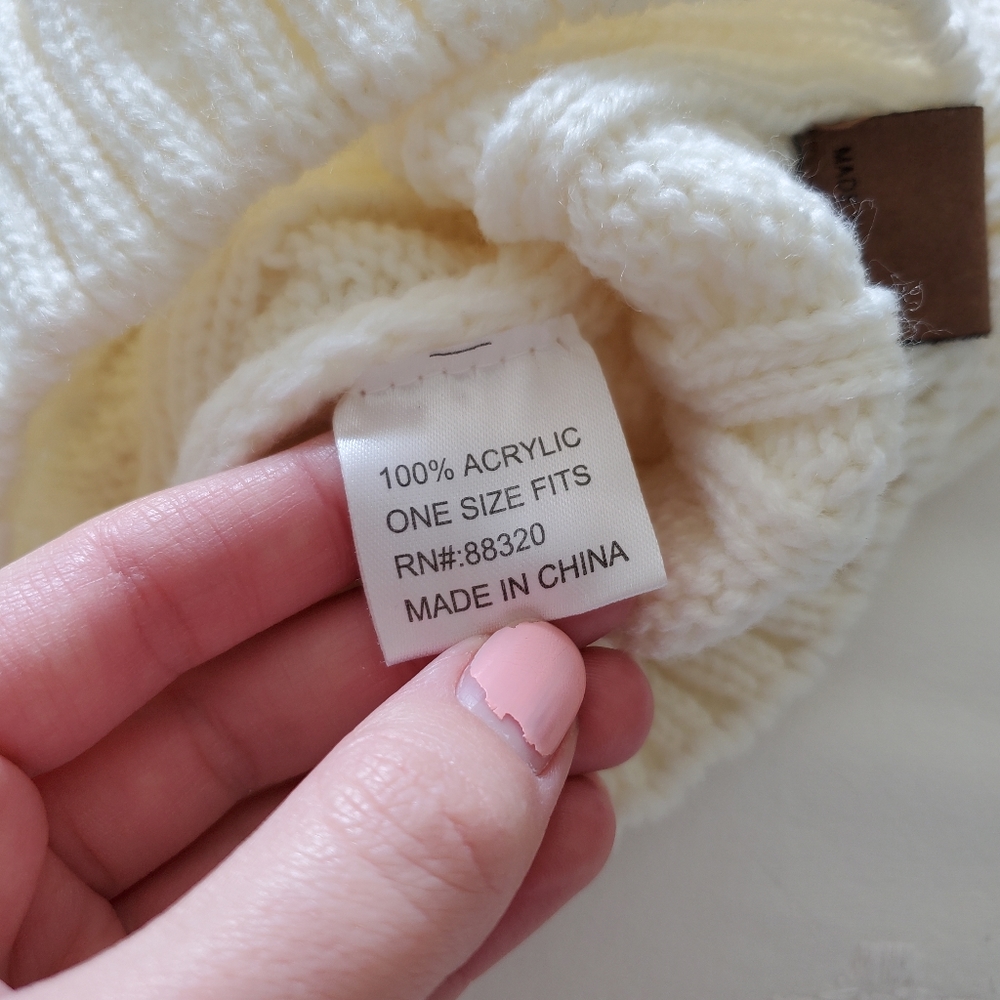 100% ACRYLIC
ONE SIZE FITS
RN#:88320
MADE IN CHINA